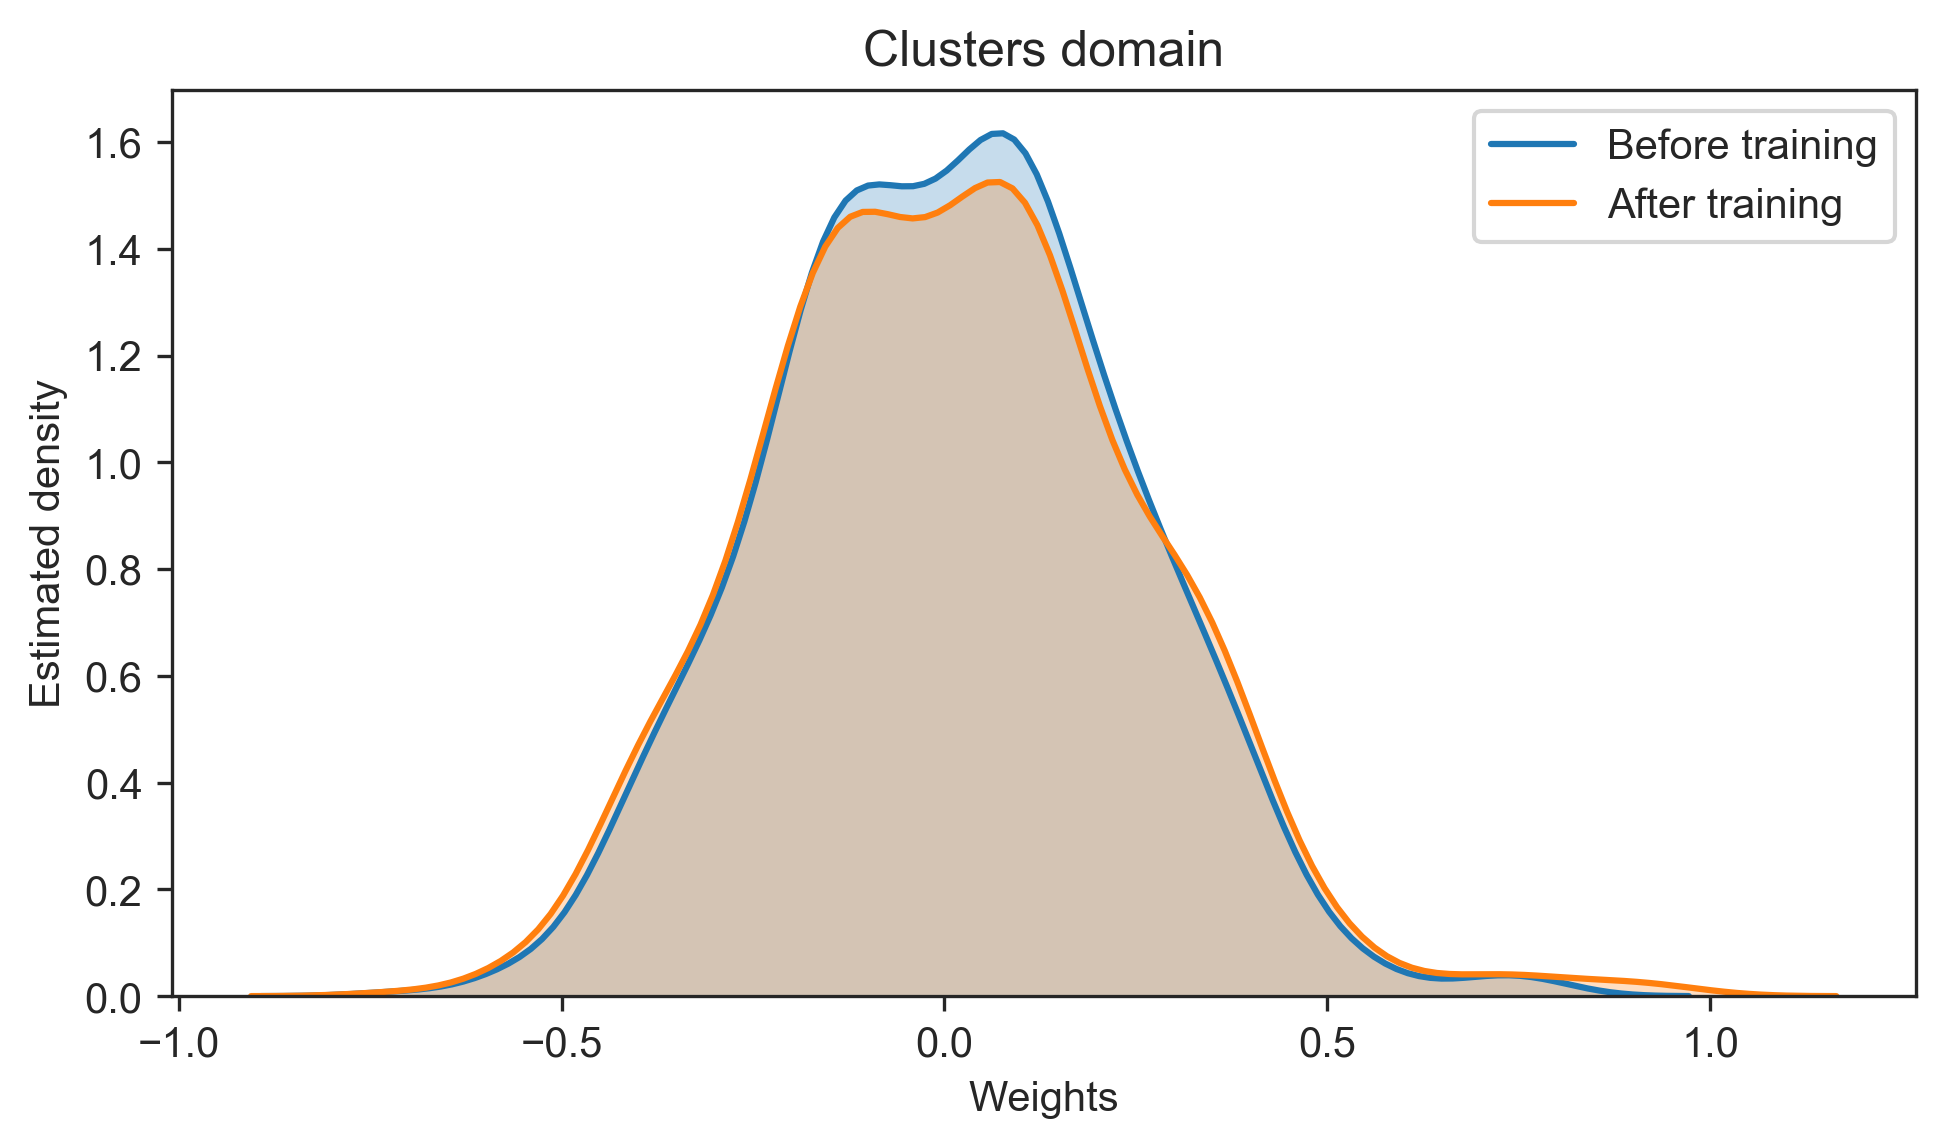 Clusters domain
Before training
After training
Estimated density
1.6
1.4
1.2
1.0
0.8
0.6
0.4
0.2
0.0
−1.0
−0.5
0.0
0.5
1.0
Weights